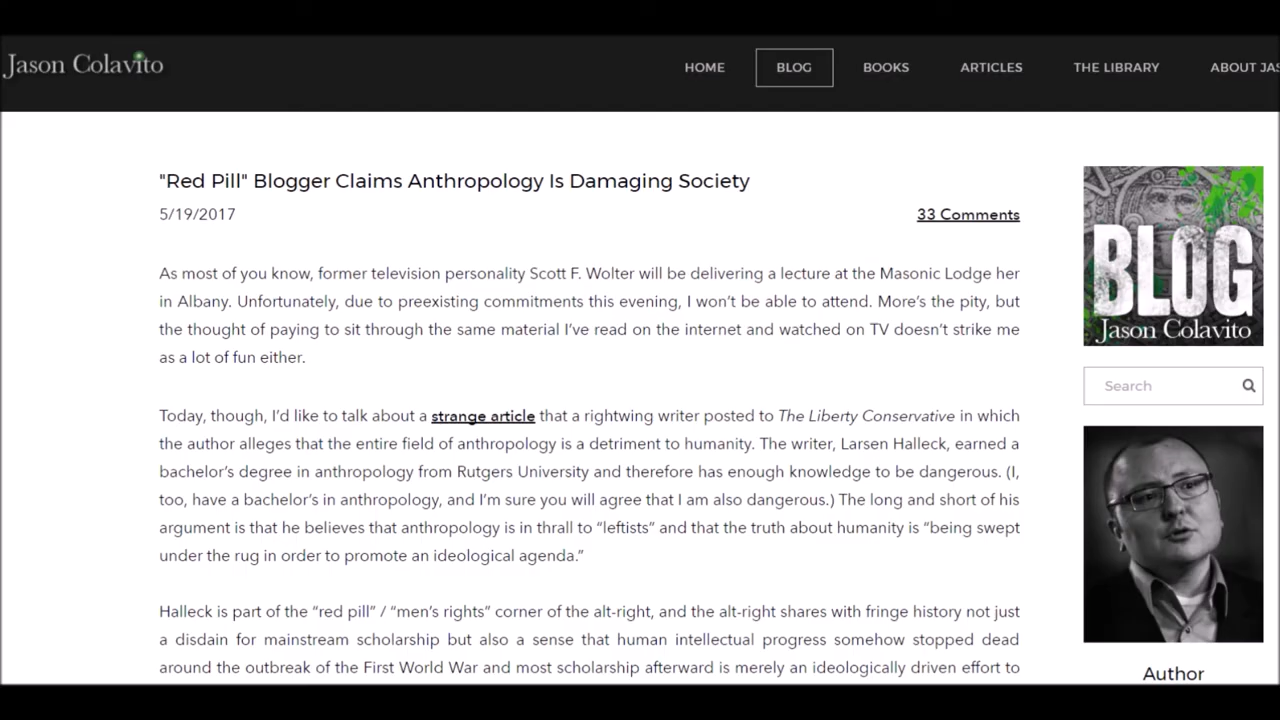 Jason Colavito
HOME BLOG BOOKS ARTICLES THE LIBRARY ABOUT JAS
"Red Pill" Blogger Claims Anthropology Is Damaging Society
5/19/2017
33 Comments
As most of you know, former television personality Scott F. Wolter will be delivering a lecture at the Masonic Lodge her
in Albany. Unfortunately, due to preexisting commitments this evening, I won't be able to attend. More's the pity, but
the thought of paying to sit through the same material I've read on the internet and watched on TV doesn't strike me
as a lot of fun either.
Today, though, I'd like to talk about a strange article that a rightwing writer posted to The Liberty Conservative in which
the author alleges that the entire field of anthropology is a detriment to humanity. The writer, Larsen Halleck, earned a
bachelor's degree in anthropology from Rutgers University and therefore has enough knowledge to be dangerous. (I,
too, have a bachelor's in anthropology, and I'm sure you will agree that I am also dangerous.) The long and short of his
argument is that he believes that anthropology is in thrall to “leftists” and that the truth about humanity is “being swept
under the rug in order to promote an ideological agenda.”
Halleck is part of the “red pill” / “men's rights” corner of the alt-right, and the alt-right shares with fringe history not just
a disdain for mainstream scholarship but also a sense that human intellectual progress somehow stopped dead
around the outbreak of the First World War and most scholarship afterward is merely an ideologically driven effort to
BLOG
Jason Colavito
Search
Author